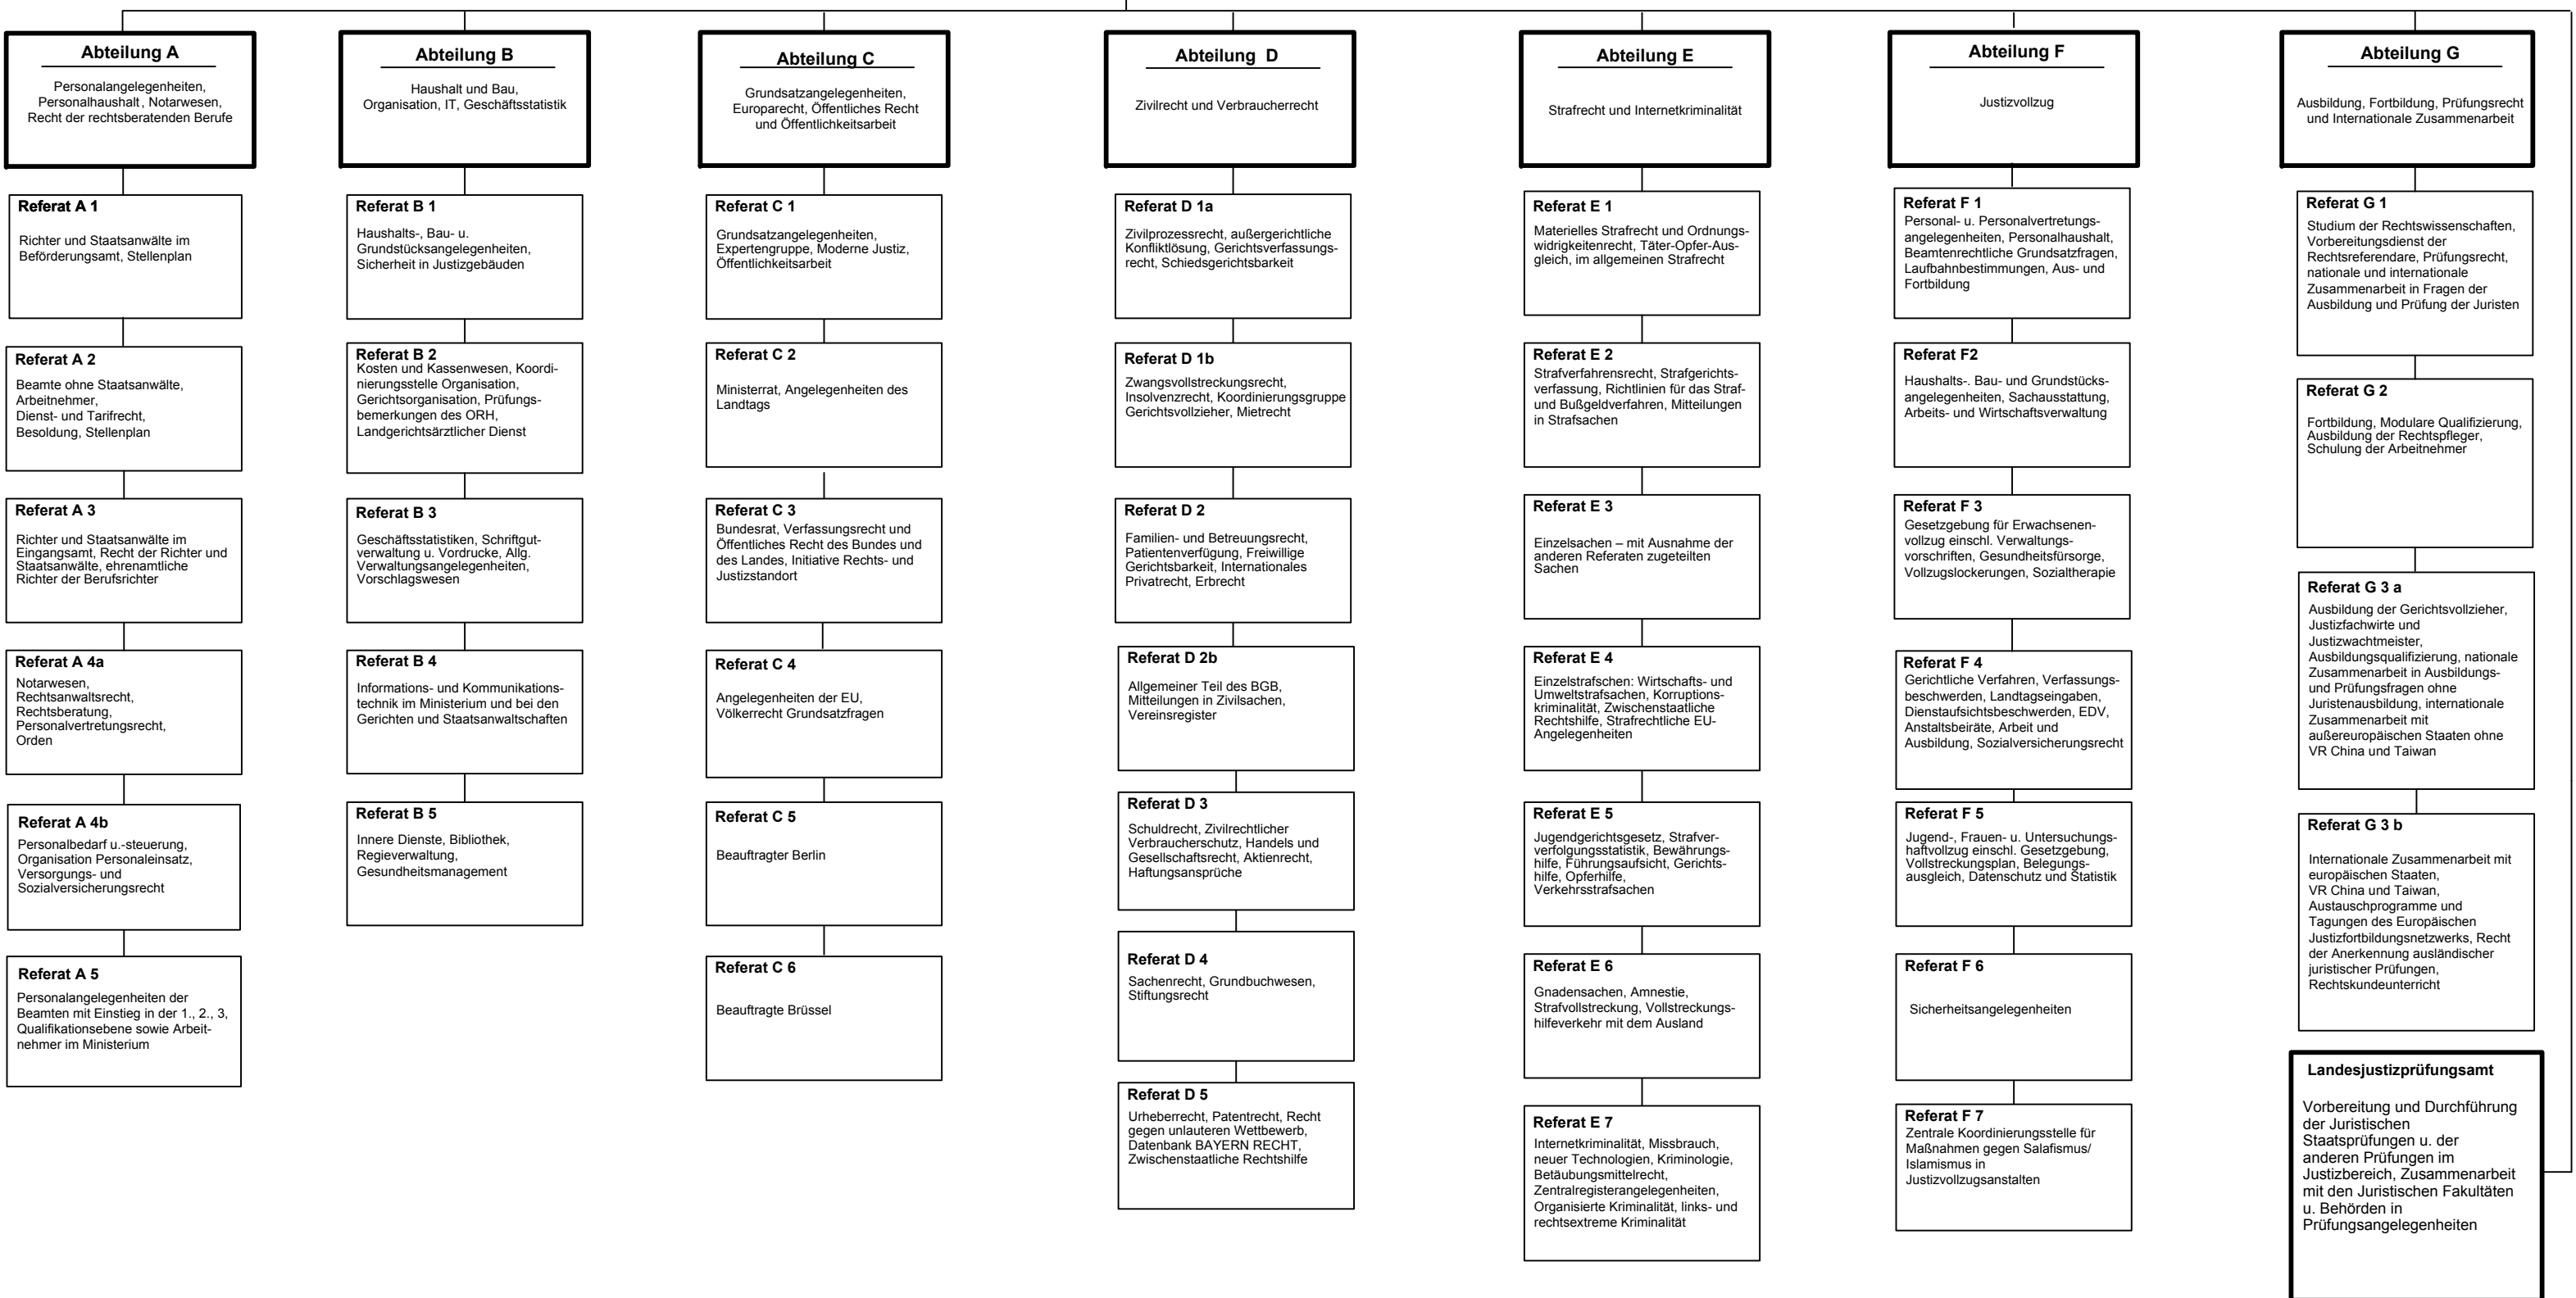 Abteilung A
Personalangelegenheiten,
Personalhaushalt, Notarwesen,
Recht der rechtsberatenden Berufe
Referat A 1
Richter und Staatsanwälte im
Beförderungsamt, Stellenplan
Referat A 2
Beamte ohne Staatsanwälte,
Arbeitnehmer,
Dienst- und Tarifrecht,
Besoldung, Stellenplan
Referat A 3
Richter und Staatsanwälte im
Eingangsamt, Recht der Richter und
Staatsanwälte, ehrenamtliche
Richter der Berufsrichter
Referat A 4a
Notarwesen,
Rechtsanwaltsrecht,
Rechtsberatung,
Personalvertretungsrecht,
Orden
Referat A 4b
Personalbedarf u.-steuerung,
Organisation Personaleinsatz,
Versorgungs- und
Sozialversicherungsrecht
Referat A 5
Personalangelegenheiten der
Beamten mit Einstieg in der 1., 2., 3,
Qualifikationsebene sowie Arbeit-
nehmer im Ministerium
Abteilung B
Haushalt und Bau,
Organisation, IT, Geschäftsstatistik
Referat B 1
Haushalts-, Bau- u.
Grundstücksangelegenheiten,
Sicherheit in Justizgebäuden
Referat B 2
Kosten und Kassenwesen, Koordi-
nierungsstelle Organisation,
Gerichtsorganisation, Prüfungs-
bemerkungen des ORH,
Landgerichtsärztlicher Dienst
Referat B 3
Geschäftsstatistiken, Schriftgut-
verwaltung u. Vordrucke, Allg.
Verwaltungsangelegenheiten,
Vorschlagswesen
Referat B 4
Informations- und Kommunikations-
technik im Ministerium und bei den
Gerichten und Staatsanwaltschaften
Referat B 5
Innere Dienste, Bibliothek,
Regieverwaltung,
Gesundheitsmanagement
Abteilung C
Grundsatzangelegenheiten,
Europarecht, Öffentliches Recht
und Öffentlichkeitsarbeit
Referat C 1
Grundsatzangelegenheiten,
Expertengruppe, Moderne Justiz,
Öffentlichkeitsarbeit
Referat C 2
Ministerrat, Angelegenheiten des
Landtags
Referat C 3
Bundesrat, Verfassungsrecht und
Öffentliches Recht des Bundes und
des Landes, Initiative Rechts- und
Justizstandort
Referat C 4
Angelegenheiten der EU,
Völkerrecht Grundsatzfragen
Referat C 5
Beauftragter Berlin
Referat C 6
Beauftragte Brüssel
Abteilung D
Zivilrecht und Verbraucherrecht
Referat D 1a
Zivilprozessrecht, außergerichtliche
Konfliktlösung, Gerichtsverfassungs-
recht, Schiedsgerichtsbarkeit
Referat D 1b
Zwangsvollstreckungsrecht,
Insolvenzrecht, Koordinierungsgruppe
Gerichtsvollzieher, Mietrecht
Referat D 2
Familien- und Betreuungsrecht,
Patientenverfügung, Freiwillige
Gerichtsbarkeit, Internationales
Privatrecht, Erbrecht
Referat D 2b
Allgemeiner Teil des BGB,
Mitteilungen in Zivilsachen,
Vereinsregister
Referat D 3
Schuldrecht, Zivilrechtlicher
Verbraucherschutz, Handels und
Gesellschaftsrecht, Aktienrecht,
Haftungsansprüche
Referat D 4
Sachenrecht, Grundbuchwesen,
Stiftungsrecht
Referat D 5
Urheberrecht, Patentrecht, Recht
gegen unlauteren Wettbewerb,
Datenbank BAYERN RECHT,
Zwischenstaatliche Rechtshilfe
Abteilung E
Strafrecht und Internetkriminalität
Referat E 1
Materielles Strafrecht und Ordnungs-
widrigkeitenrecht, Täter-Opfer-Aus-
gleich, im allgemeinen Strafrecht
Referat E 2
Strafverfahrensrecht, Strafgerichts-
verfassung, Richtlinien für das Straf-
und Bußgeldverfahren, Mitteilungen
in Strafsachen
Referat E 3
Einzelsachen – mit Ausnahme der
anderen Referaten zugeteilten
Sachen
Referat E 4
Einzelstrafschen: Wirtschafts- und
Umweltstrafsachen, Korruptions-
kriminalität, Zwischenstaatliche
Rechtshilfe, Strafrechtliche EU-
Angelegenheiten
Referat E 5
Jugendgerichtsgesetz, Strafver-
verfolgungsstatistik, Bewährungs-
hilfe, Führungsaufsicht, Gerichts-
hilfe, Opferhilfe,
Verkehrsstrafsachen
Referat E 6
Gnadensachen, Amnestie,
Strafvollstreckung, Vollstreckungs-
hilfeverkehr mit dem Ausland
Referat E 7
Internetkriminalität, Missbrauch,
neuer Technologien, Kriminologie,
Betäubungsmittelrecht,
Zentralregisterangelegenheiten,
Organisierte Kriminalität, links- und
rechtsextreme Kriminalität
Abteilung F
Justizvollzug
Referat F 1
Personal- u. Personalvertretungs-
angelegenheiten, Personalhaushalt,
Beamtenrechtliche Grundsatzfragen,
Laufbahnbestimmungen, Aus- und
Fortbildung
Referat F2
Haushalts-. Bau- und Grundstücks-
angelegenheiten, Sachausstattung,
Arbeits- und Wirtschaftsverwaltung
Referat F 3
Gesetzgebung für Erwachsenen-
vollzug einschl. Verwaltungs-
vorschriften, Gesundheitsfürsorge,
Vollzugslockerungen, Sozialtherapie
Referat F 4
Gerichtliche Verfahren, Verfassungs-
beschwerden, Landtagseingaben,
Dienstaufsichtsbeschwerden, EDV,
Anstaltsbeiräte, Arbeit und
Ausbildung, Sozialversicherungsrecht
Referat F 5
Jugend-, Frauen- u. Untersuchungs-
haftvollzug einschl. Gesetzgebung,
Vollstreckungsplan, Belegungs-
ausgleich, Datenschutz und Statistik
Referat F 6
Sicherheitsangelegenheiten
Referat F 7
Zentrale Koordinierungsstelle für
Maßnahmen gegen Salafismus/
Islamismus in
Justizvollzugsanstalten
Abteilung G
Ausbildung, Fortbildung, Prüfungsrecht
und Internationale Zusammenarbeit
Referat G 1
Studium der Rechtswissenschaften,
Vorbereitungsdienst der
Rechtsreferendare, Prüfungsrecht,
nationale und internationale
Zusammenarbeit in Fragen der
Ausbildung und Prüfung der Juristen
Referat G 2
Fortbildung, Modulare Qualifizierung,
Ausbildung der Rechtspfleger,
Schulung der Arbeitnehmer
Referat G 3 a
Ausbildung der Gerichtsvollzieher,
Justizfachwirte und
Justizwachtmeister,
Ausbildungsqualifizierung, nationale
Zusammenarbeit in Ausbildungs-
und Prüfungsfragen ohne
Juristenausbildung, internationale
Zusammenarbeit mit
außereuropäischen Staaten ohne
VR China und Taiwan
Referat G 3 b
Internationale Zusammenarbeit mit
europäischen Staaten,
VR China und Taiwan,
Austauschprogramme und
Tagungen des Europäischen
Justizfortbildungsnetzwerks, Recht
der Anerkennung ausländischer
juristischer Prüfungen,
Rechtskundeunterricht
Landesjustizprüfungsamt
Vorbereitung und Durchführung
der Juristischen
Staatsprüfungen u. der
anderen Prüfungen im
Justizbereich, Zusammenarbeit
mit den Juristischen Fakultäten
u. Behörden in
Prüfungsangelegenheiten